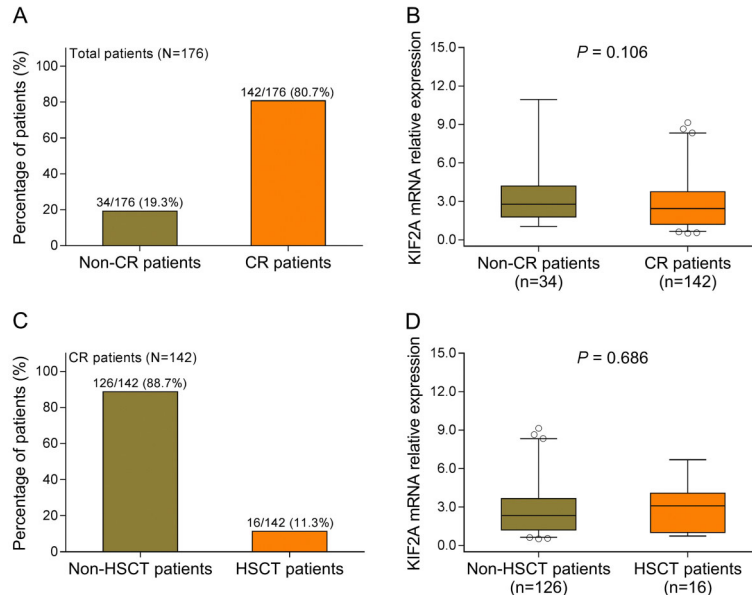 A
Total patients (N=176)
Percentage of patients (%)
100
80
60
40
20
0
142/176 (80.7%)
34/176 (19.3%)
Non-CR patients
CR patients
B
P = 0.106
KIF2A mRNA relative expression
15.0
12.0
9.0
6.0
3.0
0.0
Non-CR patients
(n=34)
CR patients
(n=142)
C
CR patients (N=142)
Percentage of patients (%)
100
80
60
40
20
0
126/142 (88.7%)
16/142 (11.3%)
Non-HSCT patients
HSCT patients
D
P = 0.686
KIF2A mRNA relative expression
15.0
12.0
9.0
6.0
3.0
0.0
Non-HSCT patients
(n=126)
HSCT patients
(n=16)